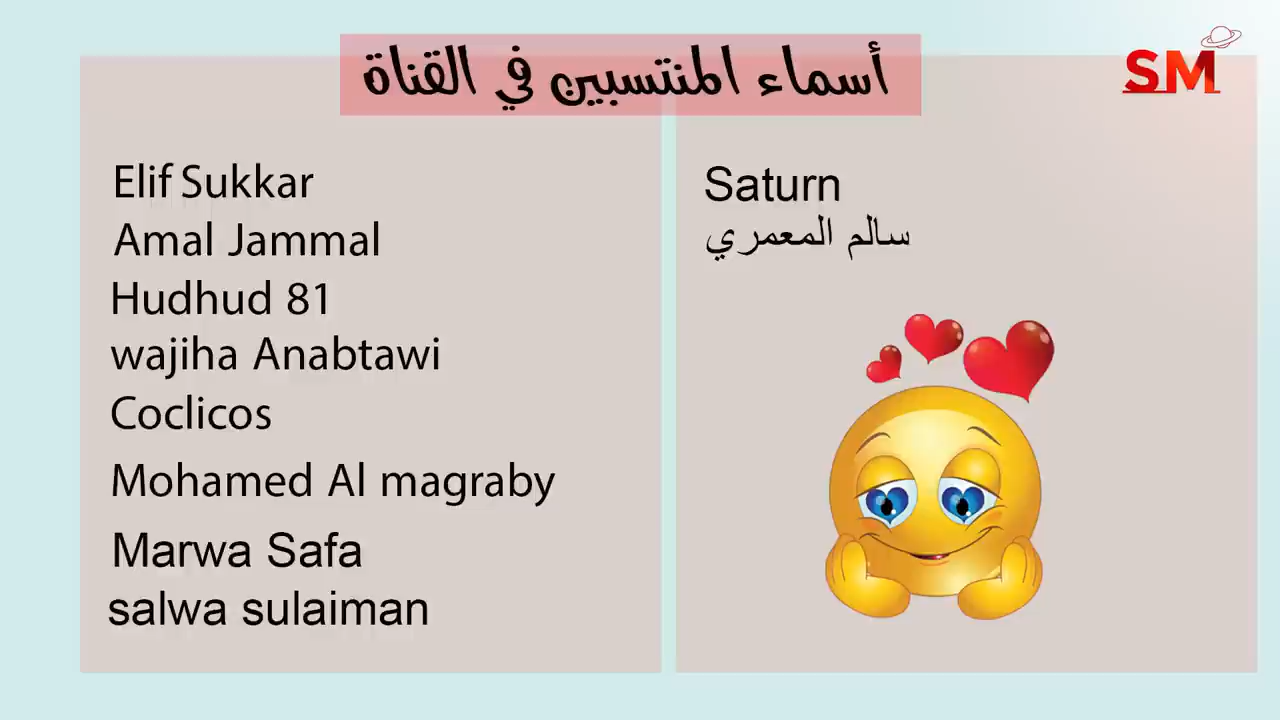 أسماء المنتسبين في القناة
SM
Elif Sukkar
Amal Jammal
Hudhud 81
wajiha Anabtawi
Coclicos
Mohamed Al magraby
Marwa Safa
salwa sulaiman
Saturn
سالم المعمري